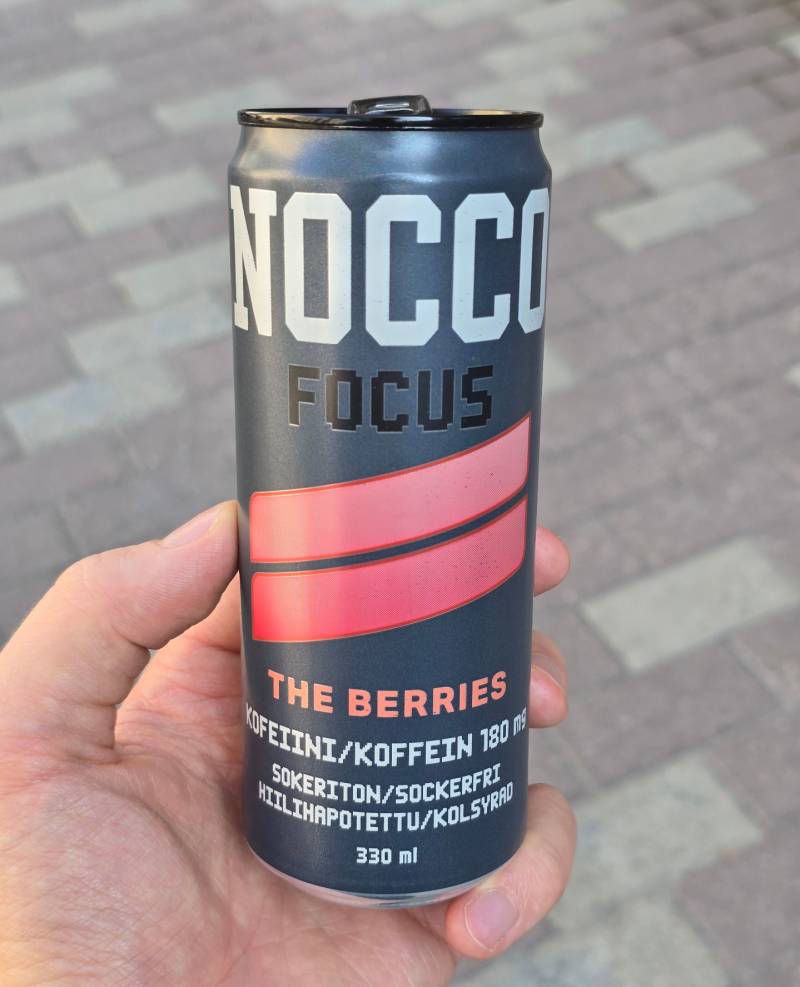 NOCCO
FOCUS
THE BERRIES
KOFEIINI/KOFFEIN 180 mg
SOKERITON/SOCKERFRI
HIILIHAPOTETTU/KOLSYRAD
330 ml